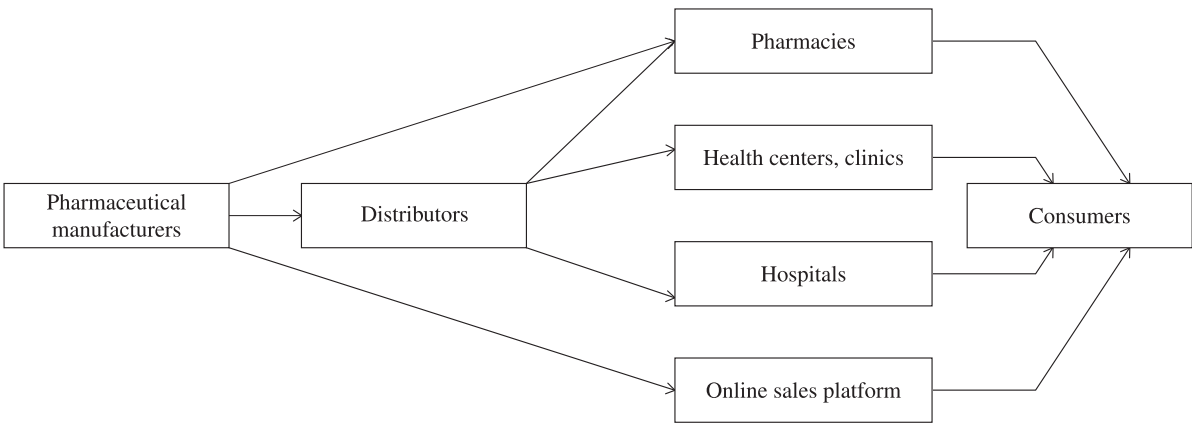 Pharmacies
Health centers, clinics
Pharmaceutical
manufacturers
Distributors
Consumers
Hospitals
Online sales platform